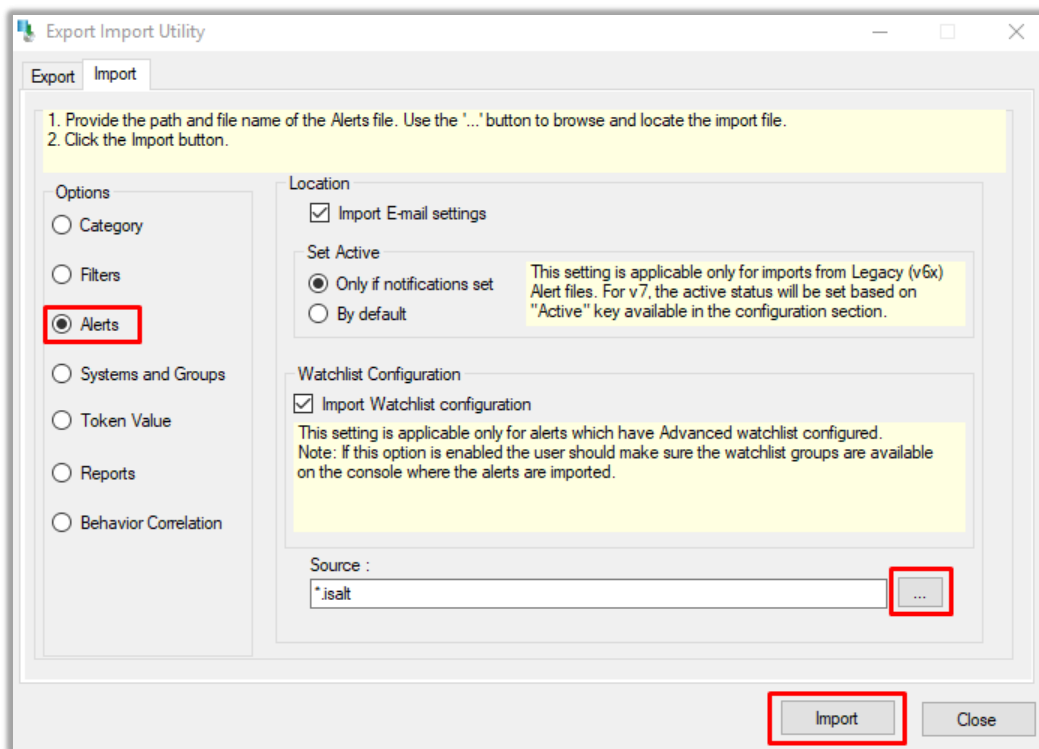 Export Import Utility
Export
Import
1. Provide the path and file name of the Alerts file. Use the '...' button to browse and locate the import file.
2. Click the Import button.
Options
Category
Filters
Alerts
Systems and Groups
Token Value
Reports
Behavior Correlation
Location
Import E-mail settings
Set Active
Only if notifications set
By default
This setting is applicable only for imports from Legacy (v6x)
Alert files. For v7, the active status will be set based on
"Active" key available in the configuration section.
Watchlist Configuration
Import Watchlist configuration
This setting is applicable only for alerts which have Advanced watchlist configured.
Note: If this option is enabled the user should make sure the watchlist groups are available
on the console where the alerts are imported.
Source :
*.isalt
...
Import
Close